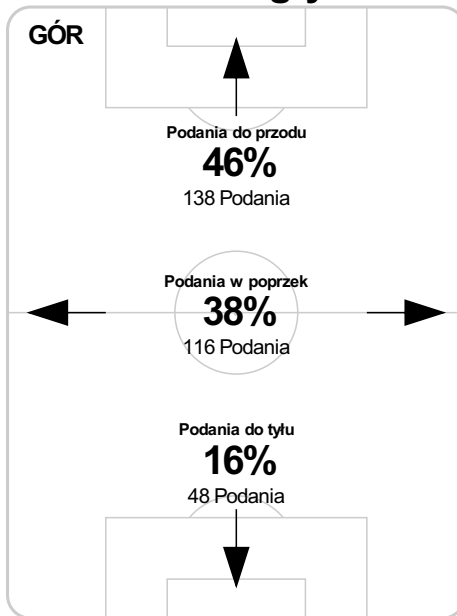 GÓR
Podania do przodu
46%
138 Podania
Podania w poprzek
38%
116 Podania
Podania do tyłu
16%
48 Podania